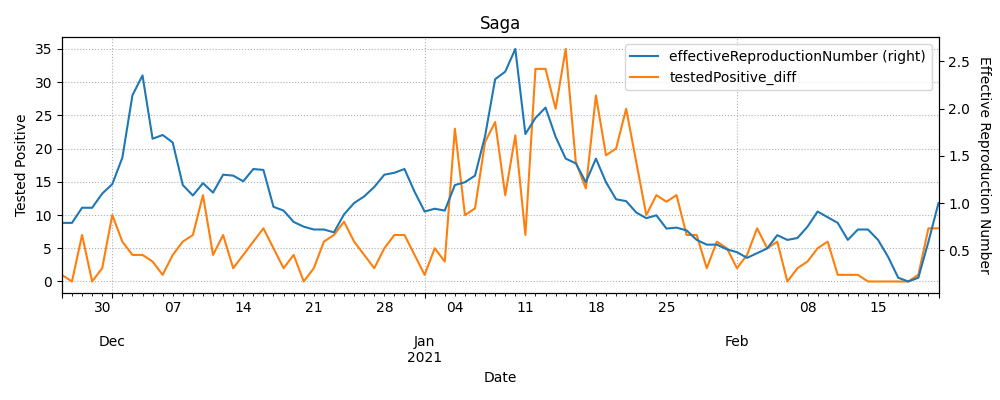 Saga
effectiveReproductionNumber (right)
testedPositive_diff
Tested Positive
35
30
25
20
15
10
5
0
2.5
2.0
1.5
1.0
0.5
Effective Reproduction Number
30 07 14 21 28 04 11 18 25 08 15
Dec Jan Feb
2021
Date